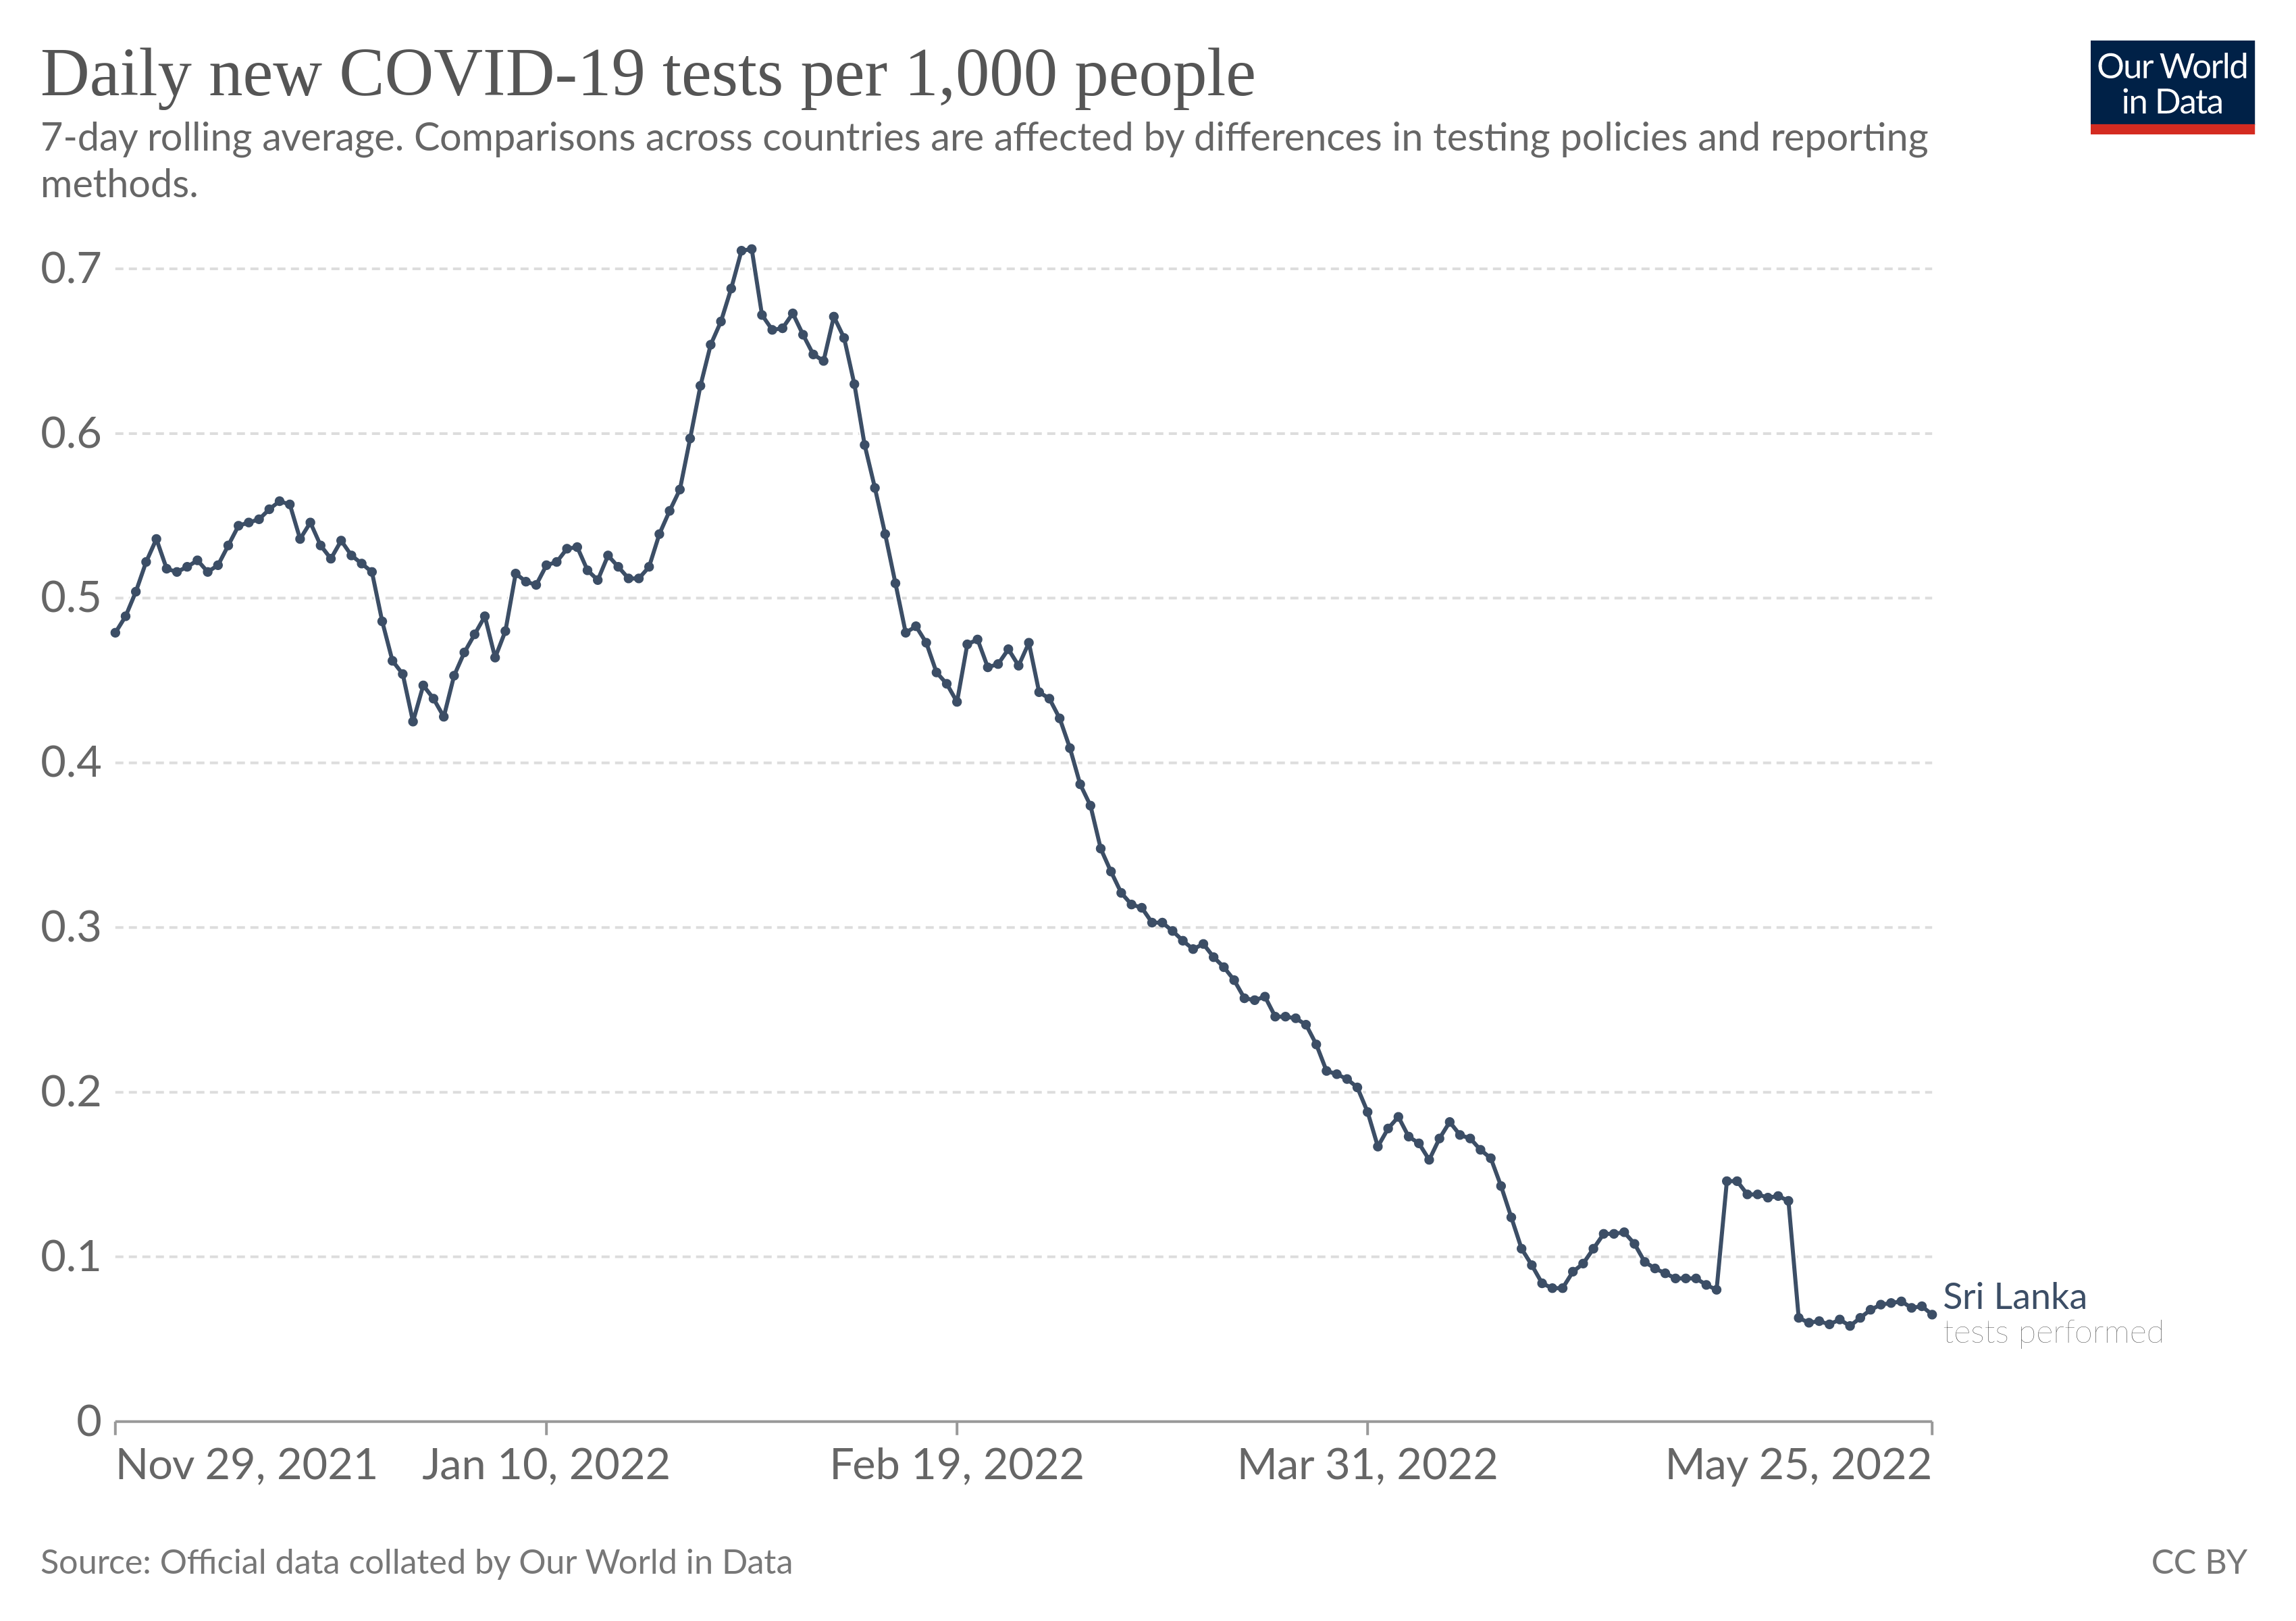 Daily new COVID-19 tests per 1,000 people
7-day rolling average. Comparisons across countries are affected by differences in testing policies and reporting
methods.
Our World
in Data
0.7
0.6
0.5
0.4
0.3
0.2
0.1
0
Sri Lanka
tests performed
Nov 29, 2021 Jan 10, 2022 Feb 19, 2022 Mar 31, 2022 May 25, 2022
Source: Official data collated by Our World in Data CC BY